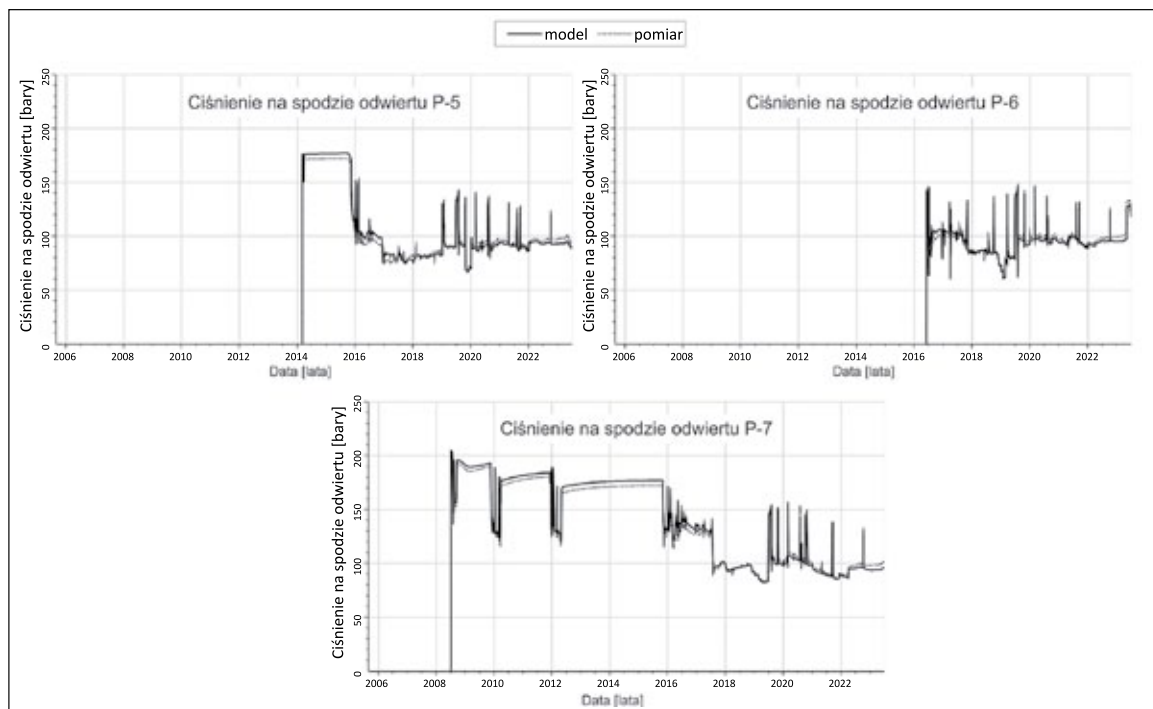 model pomiar
Ciśnienie na spodzie odwiertu P-5
Ciśnienie na spodzie odwiertu [bary]
250
200
150
100
50
0
2006 2008 2010 2012 2014 2016 2018 2020 2022
Data [lata]
Ciśnienie na spodzie odwiertu P-6
Ciśnienie na spodzie odwiertu [bary]
250
200
150
100
50
0
2006 2008 2010 2012 2014 2016 2018 2020 2022
Data [lata]
Ciśnienie na spodzie odwiertu P-7
Ciśnienie na spodzie odwiertu [bary]
250
200
150
100
50
0
2006 2008 2010 2012 2014 2016 2018 2020 2022
Data [lata]